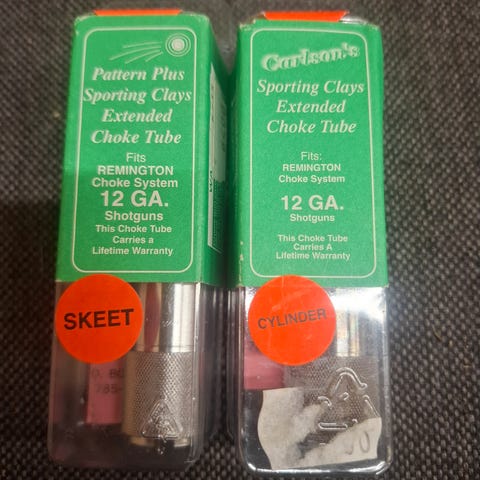 Pattern Plus
Sporting Clays
Extended
Choke Tube
Fits
REMINGTON
Choke System
12 GA.
Shotguns
This Choke Tube
Carries a
Lifetime Warranty
SKEET
Carlson's
Sporting Clays
Extended
Choke Tube
Fits:
REMINGTON
Choke System
12 GA.
Shotguns
This Choke Tube
Carries A
Lifetime Warranty
CYLINDER